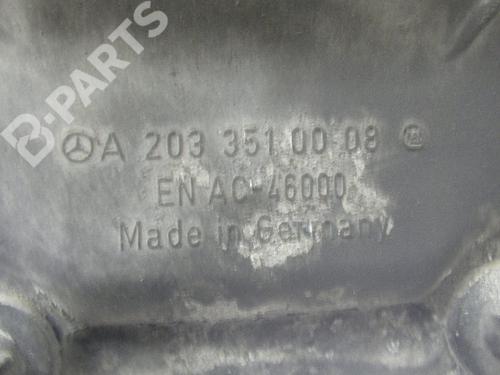 B-PARTS
A 203 351 00 08
EN AC-46000
Made in Germany